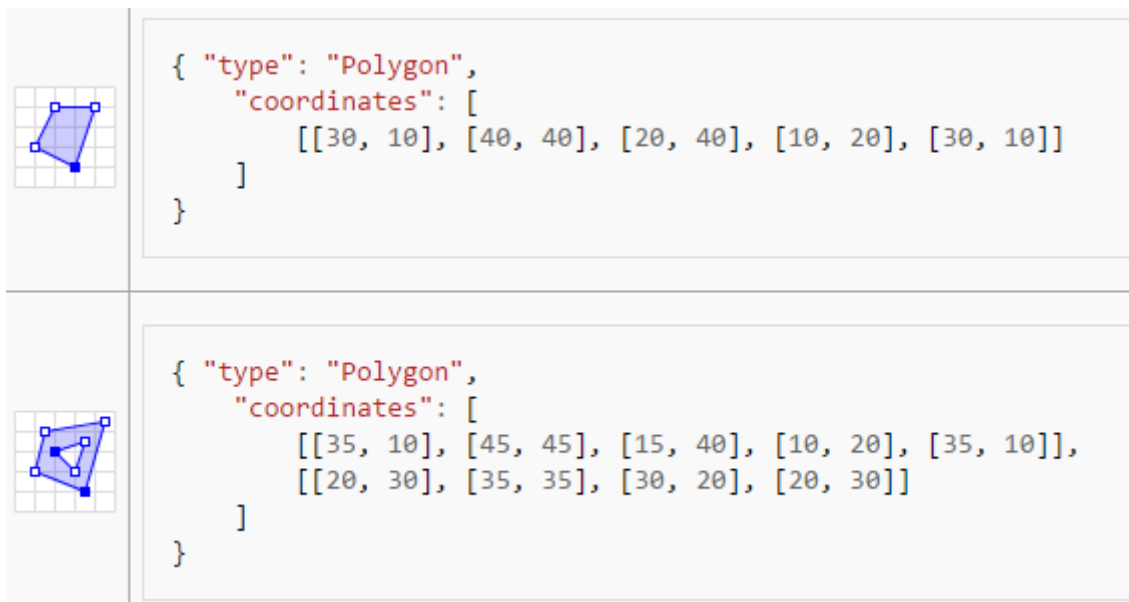 { "type": "Polygon",
    "coordinates": [
        [[30, 10], [40, 40], [20, 40], [10, 20], [30, 10]]
    ]
}
{ "type": "Polygon",
    "coordinates": [
        [[35, 10], [45, 45], [15, 40], [10, 20], [35, 10]],
        [[20, 30], [35, 35], [30, 20], [20, 30]]
    ]
}